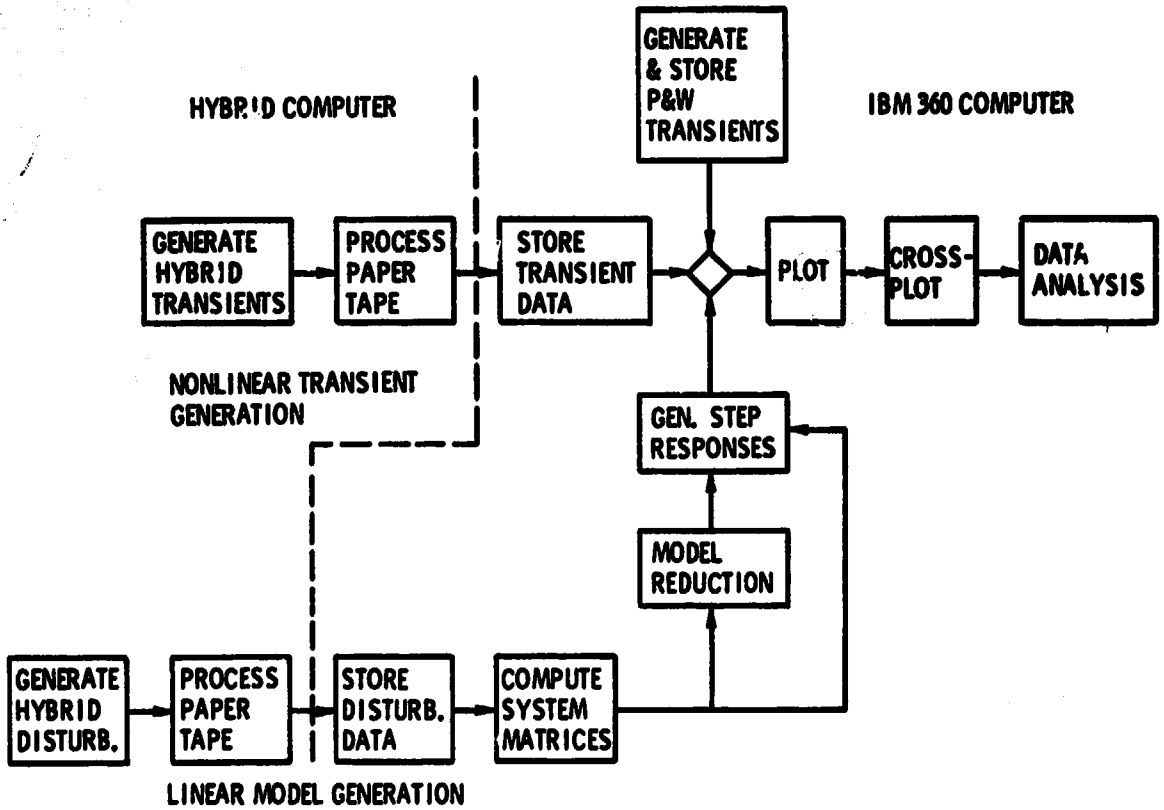 GENERATE
& STORE
P&W
TRANSIENTS
HYBRID COMPUTER
IBM 360 COMPUTER
GENERATE
HYBRID
TRANSIENTS
PROCESS
PAPER
TAPE
STORE
TRANSIENT
DATA
PLOT
CROSS-
PLOT
DATA
ANALYSIS
NONLINEAR TRANSIENT
GENERATION
GEN. STEP
RESPONSES
MODEL
REDUCTION
GENERATE
HYBRID
DISTURB.
PROCESS
PAPER
TAPE
STORE
DISTURB.
DATA
COMPUTE
SYSTEM
MATRICES
LINEAR MODEL GENERATION